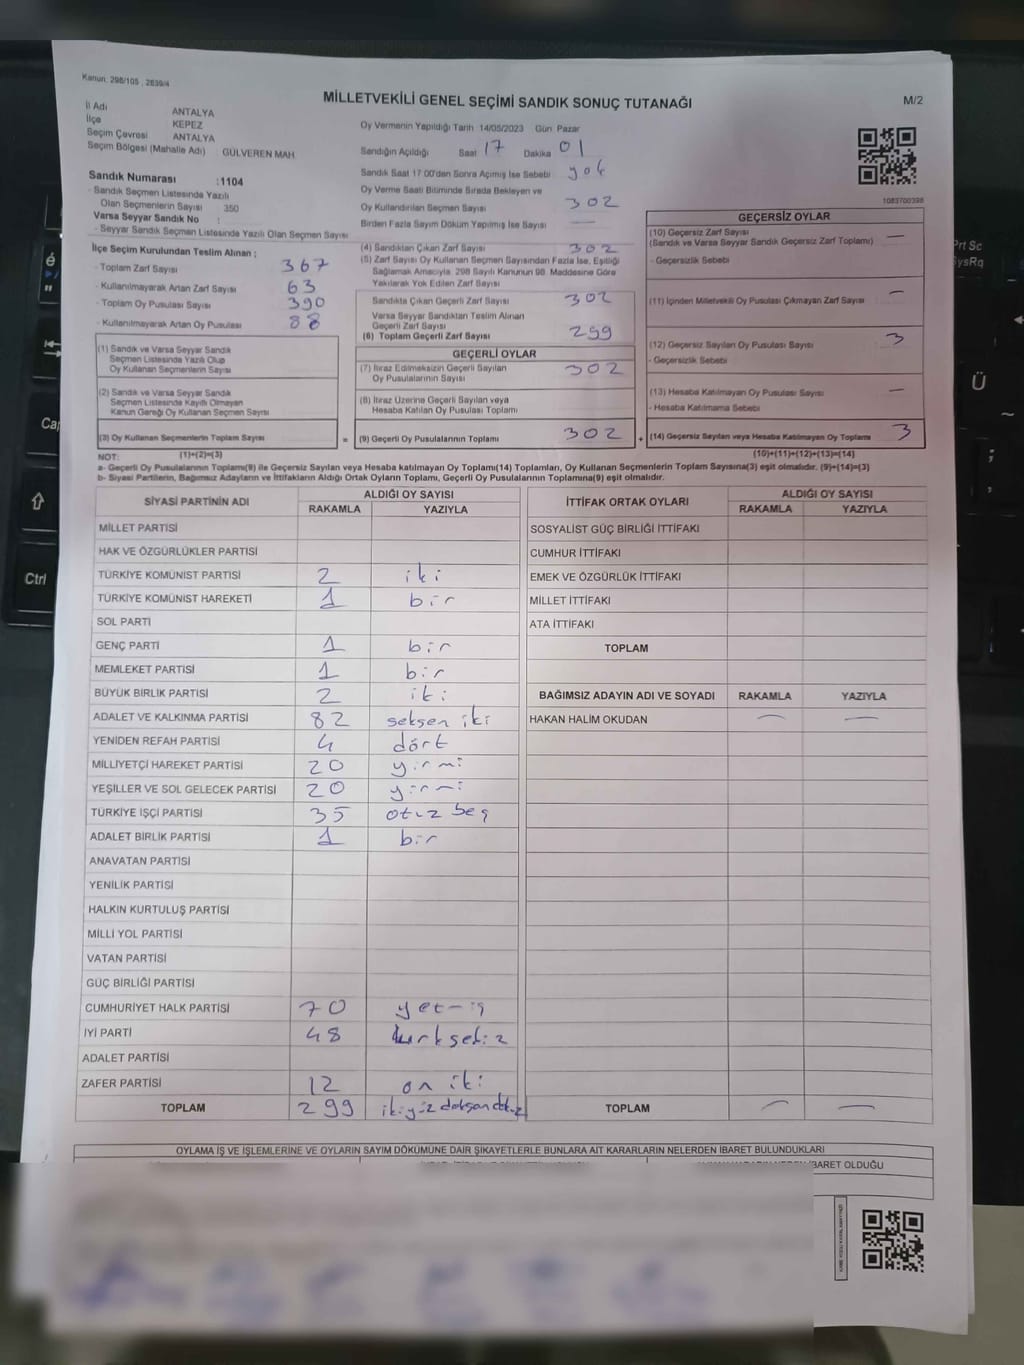 Kanun: 298/105 , 2839/4
MİLLETVEKİLİ GENEL SEÇİMİ SANDIK SONUÇ TUTANAĞI
M/2
İl Adı ANTALYA
İlçe KEPEZ
Seçim Çevresi ANTALYA
Seçim Bölgesi (Mahalle Adı) : GÜLVEREN MAH.
Sandık Numarası :1104
- Sandık Seçmen Listesinde Yazılı
Olan Seçmenlerin Sayısı 350
Varsa Seyyar Sandık No :
- Seyyar Sandık Seçmen Listesinde Yazılı Olan Seçmen Sayısı
İlçe Seçim Kurulundan Teslim Alınan ;
- Toplam Zarf Sayısı 367
- Kullanılmayarak Artan Zarf Sayısı 63
- Toplam Oy Pusulası Sayısı 390
- Kullanılmayarak Artan Oy Pusulası 88
(1) Sandık ve Varsa Seyyar Sandık
Seçmen Listesinde Yazılı Olup
Oy Kullanan Seçmenlerin Sayısı
(2) Sandık ve Varsa Seyyar Sandık
Seçmen Listesinde Kayıtlı Olmayan
Kanun Gereği Oy Kullanan Seçmen Sayısı
(3) Oy Kullanan Seçmenlerin Toplam Sayısı
Oy Vermenin Yapıldığı Tarih 14/05/2023 Gün Pazar
Sandığın Açıldığı Saat 17 Dakika 01
Sandık Saat 17.00'den Sonra Açılmış İse Sebebi yok
Oy Verme Saati Bitiminde Sırada Bekleyen ve
Oy Kullandırılan Seçmen Sayısı 302
Birden Fazla Sayım Döküm Yapılmış İse Sayısı —
(4) Sandıktan Çıkan Zarf Sayısı 302
(5) Zarf Sayısı Oy Kullanan Seçmen Sayısından Fazla İse, Eşitliği
Sağlamak Amacıyla, 298 Sayılı Kanunun 98. Maddesine Göre
Yakılarak Yok Edilen Zarf Sayısı
Sandıkta Çıkan Geçerli Zarf Sayısı 302
Varsa Seyyar Sandıktan Teslim Alınan
Geçerli Zarf Sayısı
(6) Toplam Geçerli Zarf Sayısı 299
GEÇERLİ OYLAR
(7) İtiraz Edilmeksizin Geçerli Sayılan
Oy Pusulalarının Sayısı 302
(8) İtiraz Üzerine Geçerli Sayılan veya
Hesaba Katılan Oy Pusulası Toplamı
= (9) Geçerli Oy Pusulalarının Toplamı 302 +
1083700398
GEÇERSİZ OYLAR
(10) Geçersiz Zarf Sayısı —
(Sandık ve Varsa Seyyar Sandık Geçersiz Zarf Toplamı)
- Geçersizlik Sebebi
(11) İçinden Milletvekili Oy Pusulası Çıkmayan Zarf Sayısı —
(12) Geçersiz Sayılan Oy Pusulası Sayısı 3
- Geçersizlik Sebebi
(13) Hesaba Katılmayan Oy Pusulası Sayısı —
- Hesaba Katılmama Sebebi
(14) Geçersiz Sayılan veya Hesaba Katılmayan Oy Toplamı 3
NOT: (1)+(2)=(3) (10)+(11)+(12)+(13)=(14)
a- Geçerli Oy Pusulalarının Toplamı(9) ile Geçersiz Sayılan veya Hesaba katılmayan Oy Toplamı(14) Toplamları, Oy Kullanan Seçmenlerin Toplam Sayısına(3) eşit olmalıdır. (9)+(14)=(3)
b- Siyasi Partilerin, Bağımsız Adayların ve İttifakların Aldığı Ortak Oyların Toplamı, Geçerli Oy Pusulalarının Toplamına(9) eşit olmalıdır.
SİYASİ PARTİNİN ADI ALDIĞI OY SAYISI
RAKAMLA YAZIYLA
MİLLET PARTİSİ
HAK VE ÖZGÜRLÜKLER PARTİSİ
TÜRKİYE KOMÜNİST PARTİSİ 2 iki
TÜRKİYE KOMÜNİST HAREKETİ 1 bir
SOL PARTİ
GENÇ PARTİ 1 bir
MEMLEKET PARTİSİ 1 bir
BÜYÜK BİRLİK PARTİSİ 2 iki
ADALET VE KALKINMA PARTİSİ 82 seksen iki
YENİDEN REFAH PARTİSİ 4 dört
MİLLİYETÇİ HAREKET PARTİSİ 20 yirmi
YEŞİLLER VE SOL GELECEK PARTİSİ 20 yirmi
TÜRKİYE İŞÇİ PARTİSİ 35 otuz beş
ADALET BİRLİK PARTİSİ 1 bir
ANAVATAN PARTİSİ
YENİLİK PARTİSİ
HALKIN KURTULUŞ PARTİSİ
MİLLİ YOL PARTİSİ
VATAN PARTİSİ
GÜÇ BİRLİĞİ PARTİSİ
CUMHURİYET HALK PARTİSİ 70 yetmiş
İYİ PARTİ 48 kırksekiz
ADALET PARTİSİ
ZAFER PARTİSİ 12 on iki
TOPLAM 299 ikiyüz doksan dokuz
İTTİFAK ORTAK OYLARI ALDIĞI OY SAYISI
RAKAMLA YAZIYLA
SOSYALİST GÜÇ BİRLİĞİ İTTİFAKI
CUMHUR İTTİFAKI
EMEK VE ÖZGÜRLÜK İTTİFAKI
MİLLET İTTİFAKI
ATA İTTİFAKI
TOPLAM
BAĞIMSIZ ADAYIN ADI VE SOYADI RAKAMLA YAZIYLA
HAKAN HALİM OKUDAN — —
TOPLAM — —
OYLAMA İŞ VE İŞLEMLERİNE VE OYLARIN SAYIM DÖKÜMÜNE DAİR ŞİKAYETLERLE BUNLARA AİT KARARLARIN NELERDEN İBARET BULUNDUKLARI
BARET OLDUĞU
Prt Sc
SysRq
é
"
Ca
Ctrl
Ü
~
;
,